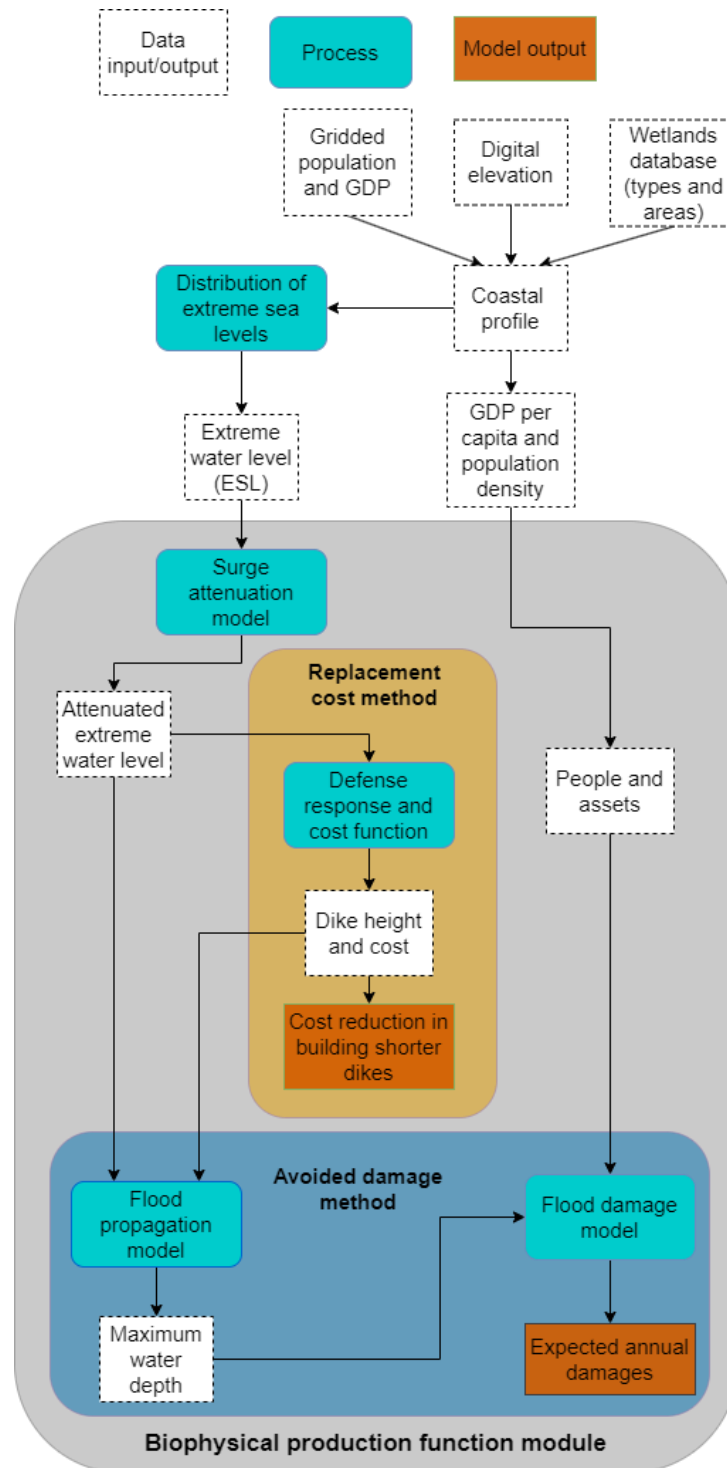 Data
input/output
Process
Model output
Gridded
population
and GDP
Digital
elevation
Wetlands
database
(types and
areas)
Distribution of
extreme sea
levels
Coastal
profile
Extreme
water level
(ESL)
GDP per
capita and
population
density
Surge
attenuation
model
Replacement
cost method
Attenuated
extreme
water level
Defense
response and
cost function
People and
assets
Dike height
and cost
Cost reduction in
building shorter
dikes
Avoided damage
method
Flood
propagation
model
Flood damage
model
Maximum
water
depth
Expected annual
damages
Biophysical production function module